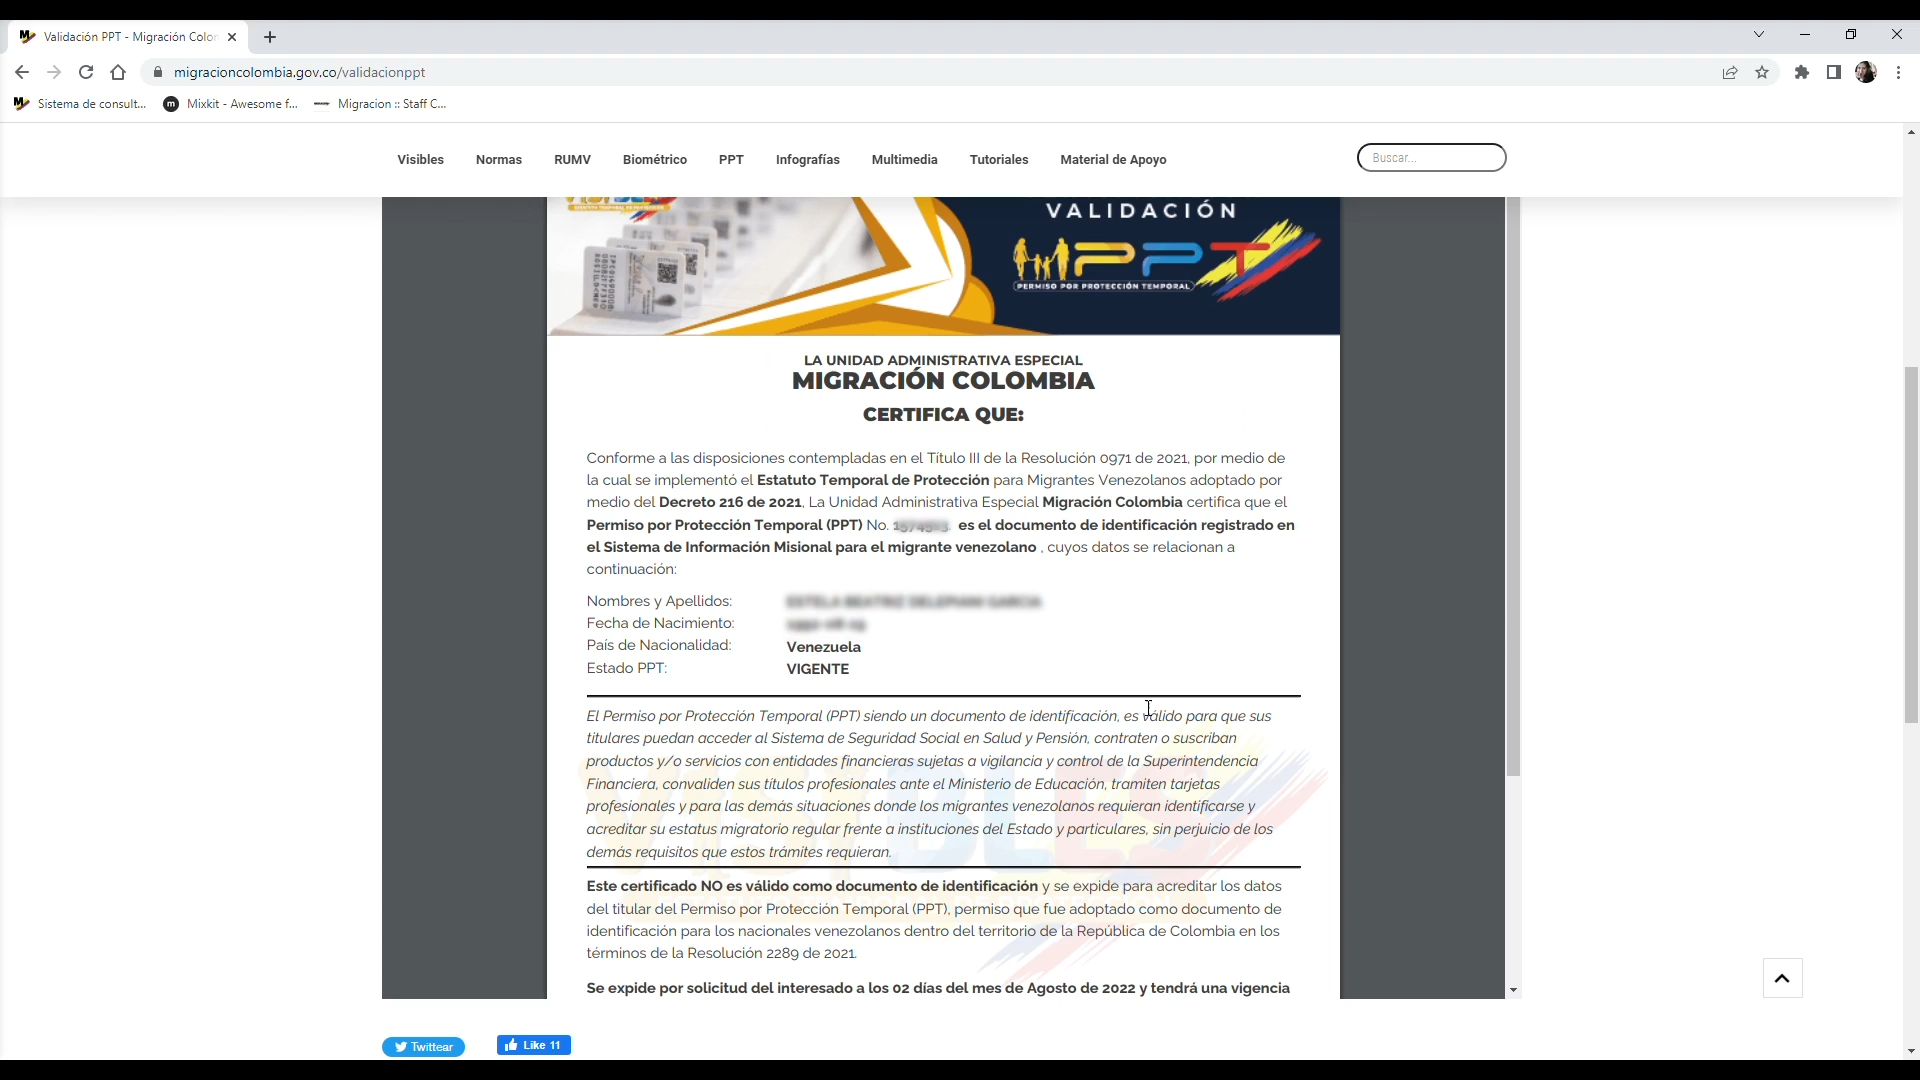 Validación PPT - Migración Colon
migracioncolombia.gov.co/validacionppt
Sistema de consult...
Mixkit - Awesome f...
Migracion :: Staff C...
Visibles
Normas
RUMV
Biométrico
PPT
Infografías
Multimedia
Tutoriales
Material de Apoyo
Buscar...
VALIDACIÓN
PPT
PERMISO POR PROTECCIÓN TEMPORAL
LA UNIDAD ADMINISTRATIVA ESPECIAL
MIGRACIÓN COLOMBIA
CERTIFICA QUE:
Conforme a las disposiciones contempladas en el Título III de la Resolución 0971 de 2021, por medio de
la cual se implementó el Estatuto Temporal de Protección para Migrantes Venezolanos adoptado por
medio del Decreto 216 de 2021, La Unidad Administrativa Especial Migración Colombia certifica que el
Permiso por Protección Temporal (PPT) No. es el documento de identificación registrado en
el Sistema de Información Misional para el migrante venezolano , cuyos datos se relacionan a
continuación:
Nombres y Apellidos:
Fecha de Nacimiento:
País de Nacionalidad: Venezuela
Estado PPT: VIGENTE
El Permiso por Protección Temporal (PPT) siendo un documento de identificación, es válido para que sus
titulares puedan acceder al Sistema de Seguridad Social en Salud y Pensión, contraten o suscriban
productos y/o servicios con entidades financieras sujetas a vigilancia y control de la Superintendencia
Financiera, convaliden sus títulos profesionales ante el Ministerio de Educación, tramiten tarjetas
profesionales y para las demás situaciones donde los migrantes venezolanos requieran identificarse y
acreditar su estatus migratorio regular frente a instituciones del Estado y particulares, sin perjuicio de los
demás requisitos que estos trámites requieran.
VISIBLES
Este certificado NO es válido como documento de identificación y se expide para acreditar los datos
del titular del Permiso por Protección Temporal (PPT), permiso que fue adoptado como documento de
identificación para los nacionales venezolanos dentro del territorio de la República de Colombia en los
términos de la Resolución 2289 de 2021.
Se expide por solicitud del interesado a los 02 días del mes de Agosto de 2022 y tendrá una vigencia
Twittear
Like 11